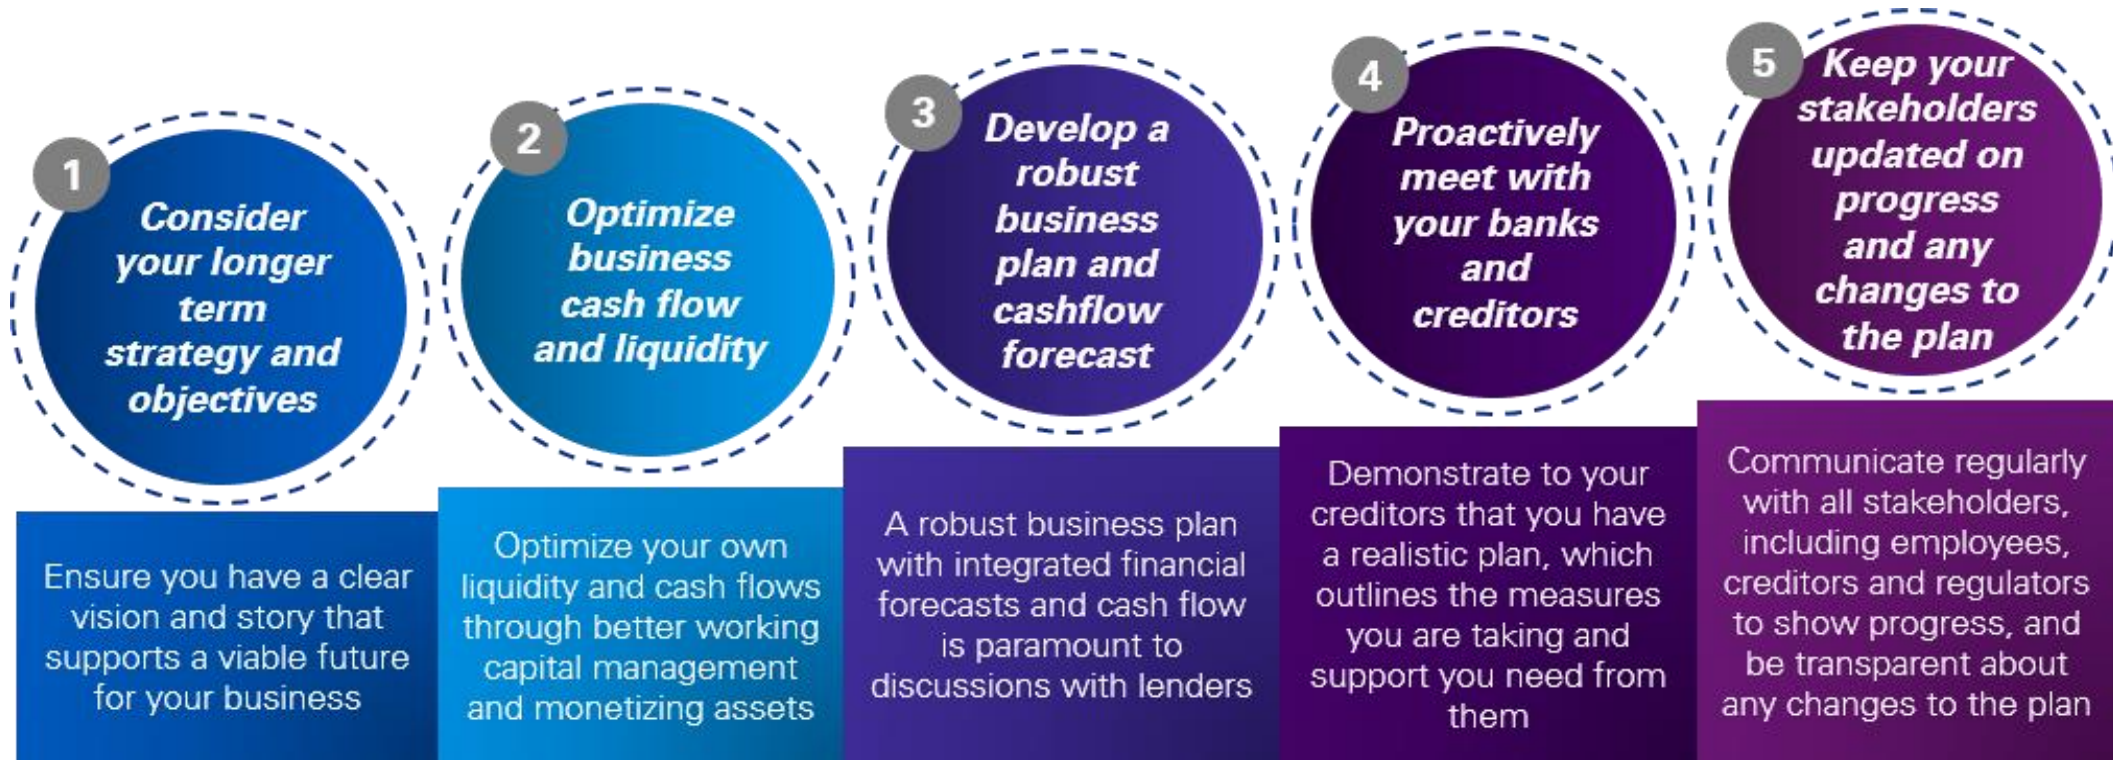 1
Consider
your longer
term
strategy and
objectives
Ensure you have a clear
vision and story that
supports a viable future
for your business
2
Optimize
business
cash flow
and liquidity
Optimize your own
liquidity and cash flows
through better working
capital management
and monetizing assets
3
Develop a
robust
business
plan and
cashflow
forecast
A robust business plan
with integrated financial
forecasts and cash flow
is paramount to
discussions with lenders
4
Proactively
meet with
your banks
and
creditors
Demonstrate to your
creditors that you have
a realistic plan, which
outlines the measures
you are taking and
support you need from
them
5
Keep your
stakeholders
updated on
progress
and any
changes to
the plan
Communicate regularly
with all stakeholders,
including employees,
creditors and regulators
to show progress, and
be transparent about
any changes to the plan